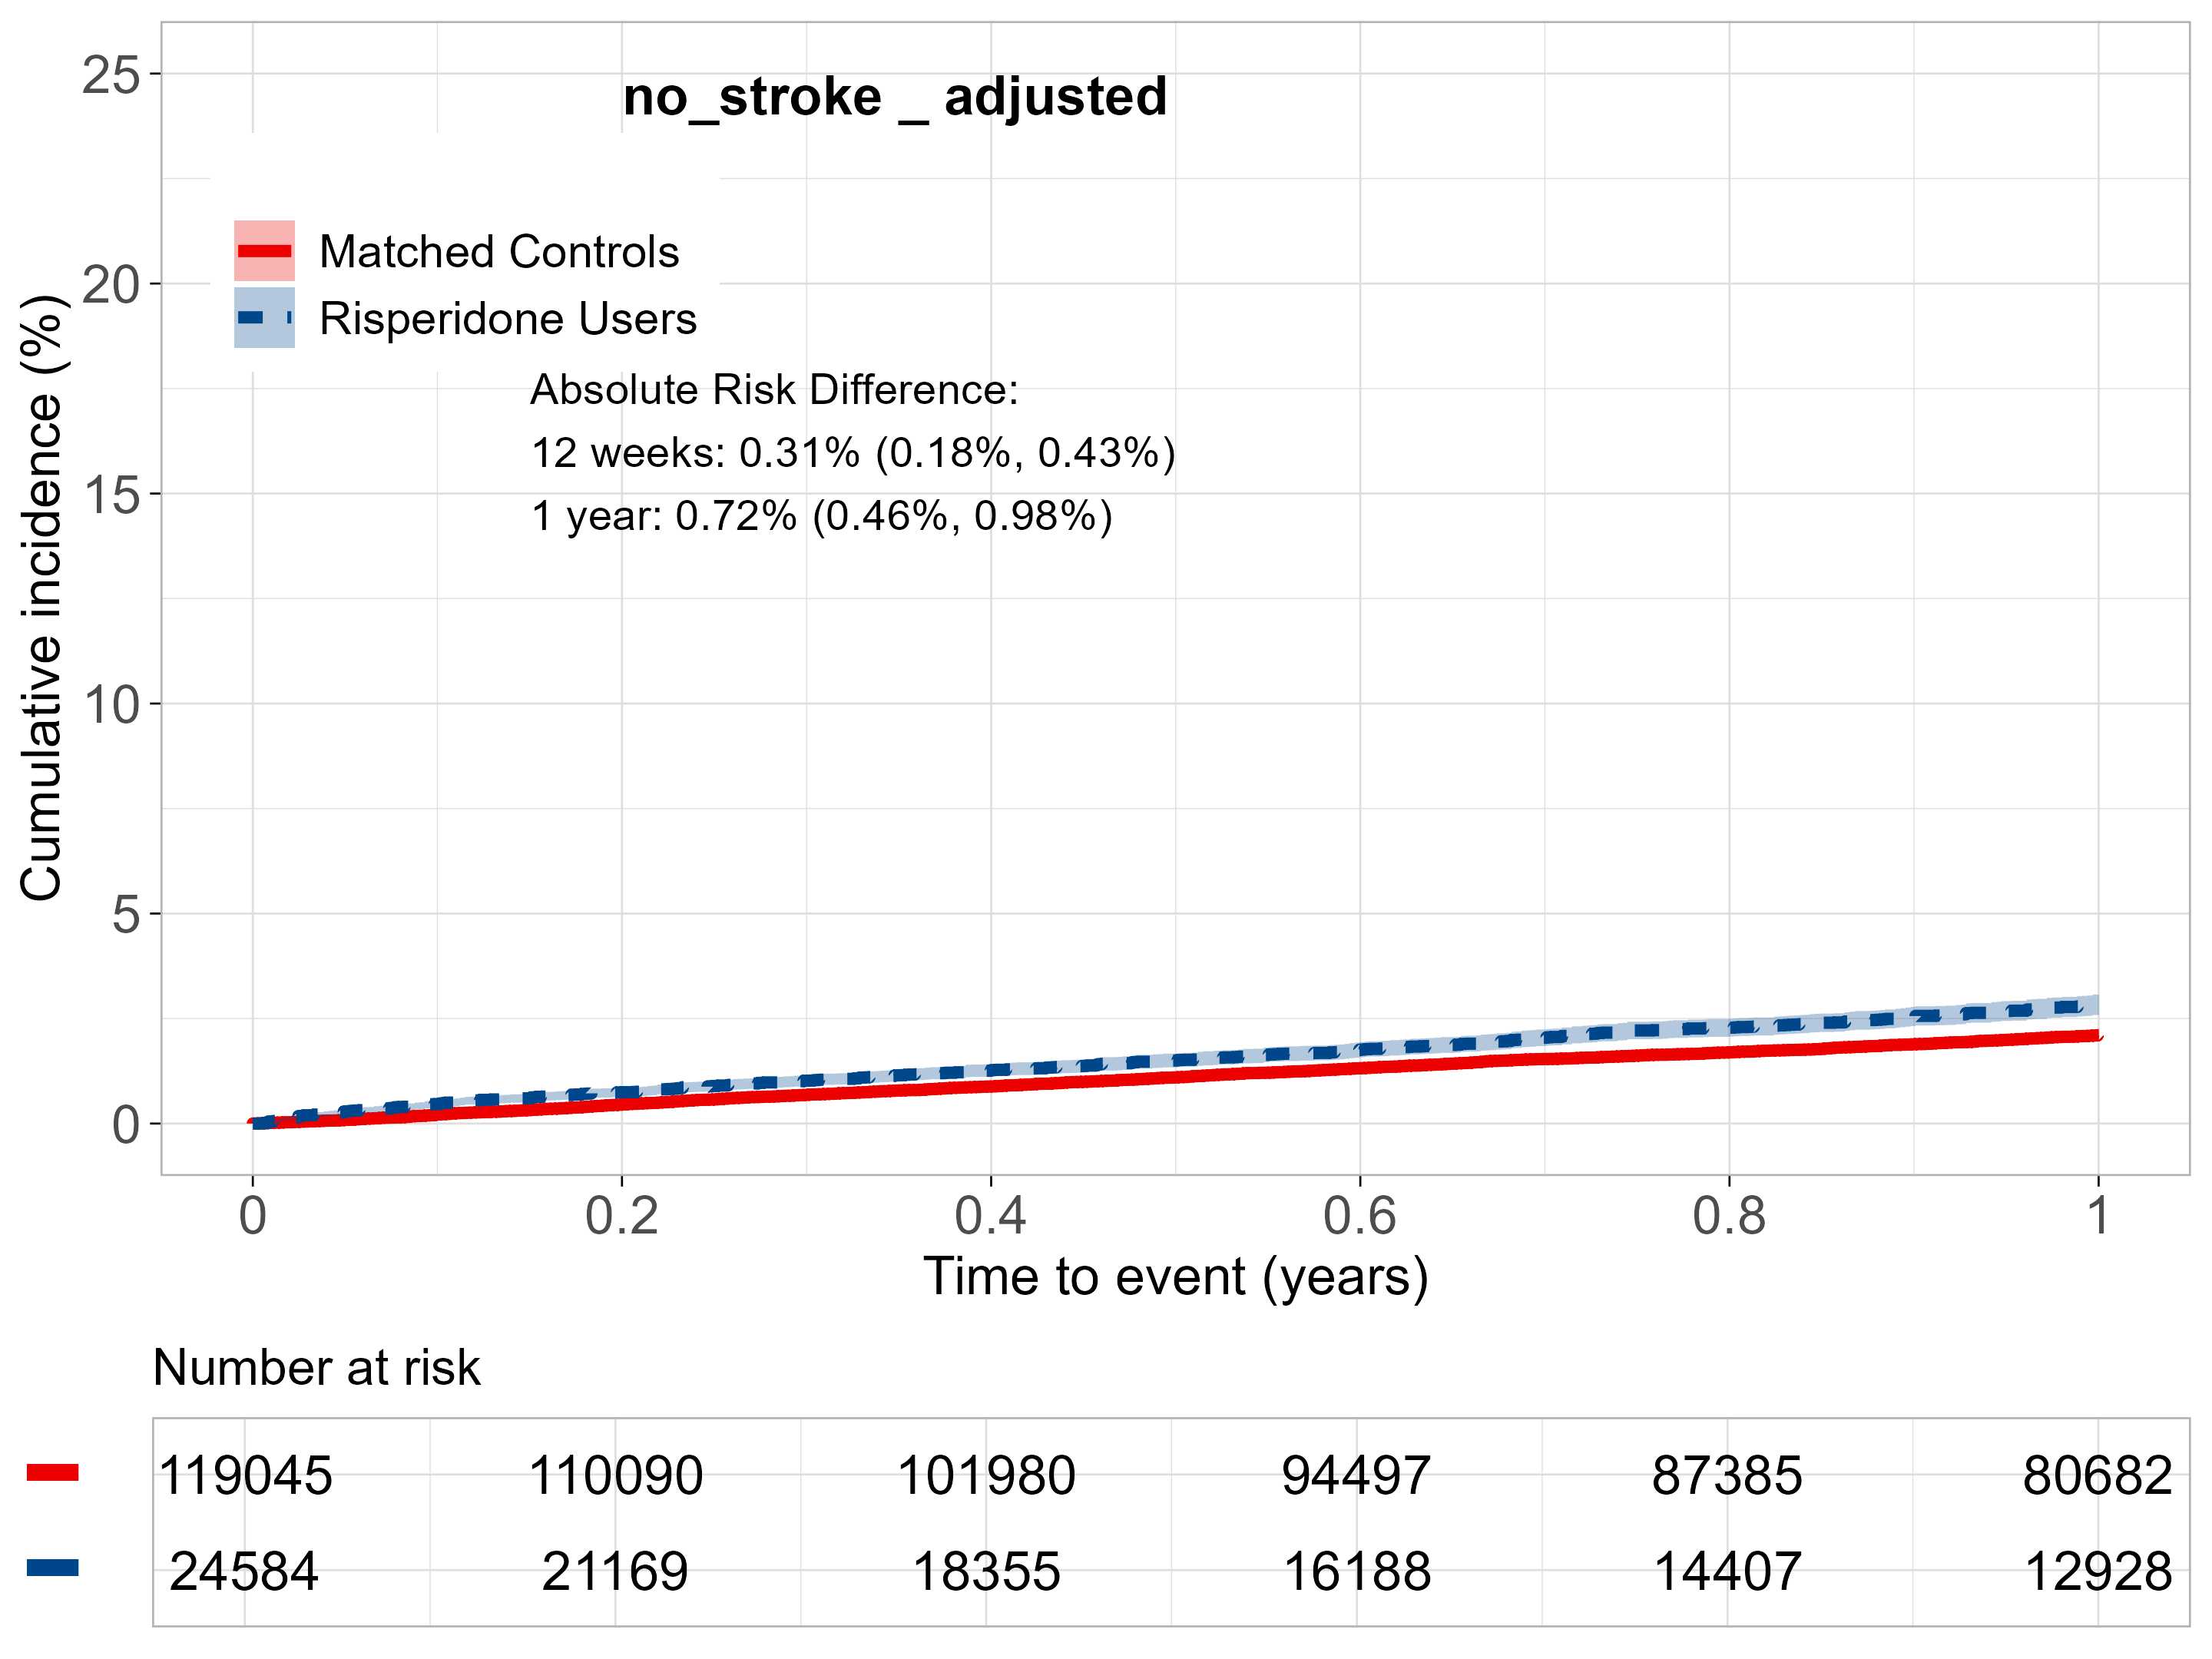 no_stroke _ adjusted
Matched Controls
Risperidone Users
Absolute Risk Difference:
12 weeks: 0.31% (0.18%, 0.43%)
1 year: 0.72% (0.46%, 0.98%)
Cumulative incidence (%)
25
20
15
10
5
0
0 0.2 0.4 0.6 0.8 1
Time to event (years)
Number at risk
119045 110090 101980 94497 87385 80682
24584 21169 18355 16188 14407 12928